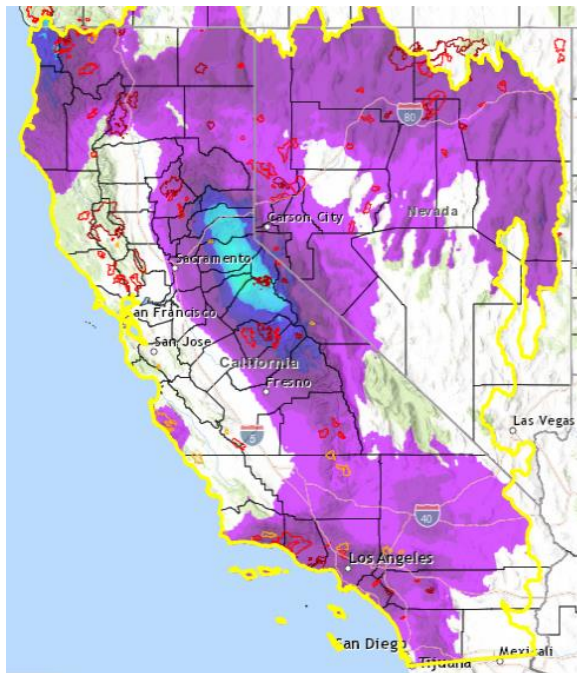 80
Carson City
Nevada
Sacramento
an Francisco
San Jose
California
Fresno
5
Las Vegas
40
Los Angeles
San Diego
Tijuana
Mexicali